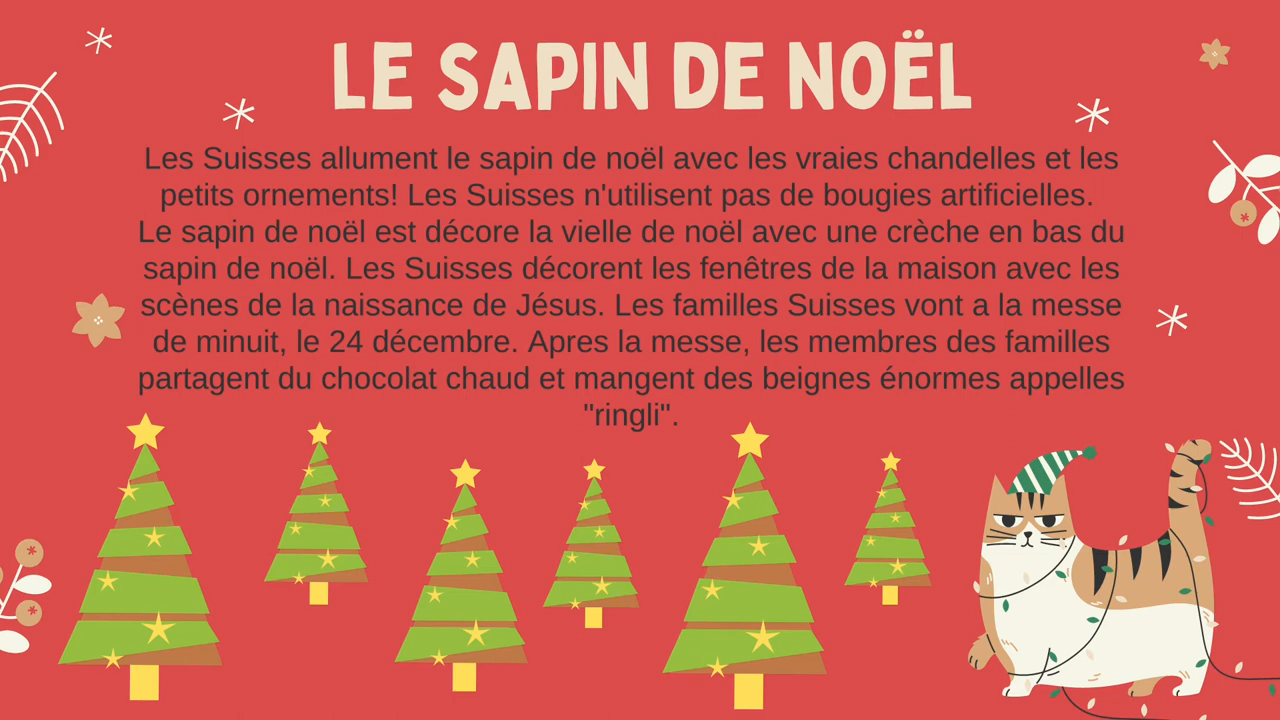 LE SAPIN DE NOËL
Les Suisses allument le sapin de noël avec les vraies chandelles et les
petits ornements! Les Suisses n'utilisent pas de bougies artificielles.
Le sapin de noël est décore la vielle de noël avec une crèche en bas du
sapin de noël. Les Suisses décorent les fenêtres de la maison avec les
scènes de la naissance de Jésus. Les familles Suisses vont a la messe
de minuit, le 24 décembre. Apres la messe, les membres des familles
partagent du chocolat chaud et mangent des beignes énormes appelles
"ringli".